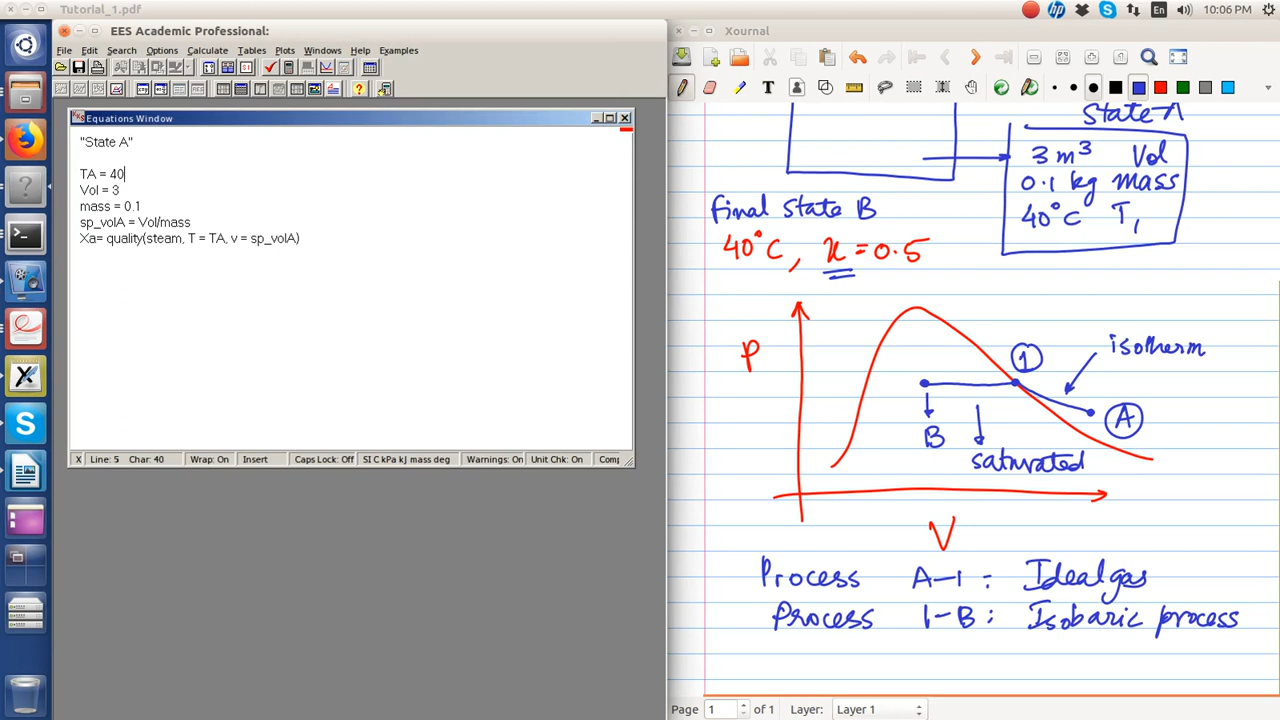 Tutorial_1.pdf
En
10:06 PM
EES Academic Professional:
File Edit Search Options Calculate Tables Plots Windows Help Examples
Equations Window
"State A"
TA = 40
Vol = 3
mass = 0.1
sp_volA = Vol/mass
Xa= quality(steam, T = TA, v = sp_volA)
X Line: 5 Char: 40 Wrap: On Insert Caps Lock: Off SI C kPa kJ mass deg Warnings: On Unit Chk: On Comp
Xournal
State-A
3 m³ Vol
0.1 kg mass
40°C T₁
final State B
40°C, x = 0.5
P
1
isotherm
A
B
saturated
V
Process A-1 : Ideal gas
Process 1-B : Isobaric process
Page 1 of 1 Layer: Layer 1